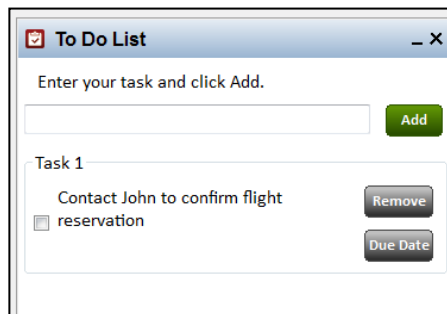 To Do List
Enter your task and click Add.
Add
Task 1
Contact John to confirm flight
reservation
Remove
Due Date